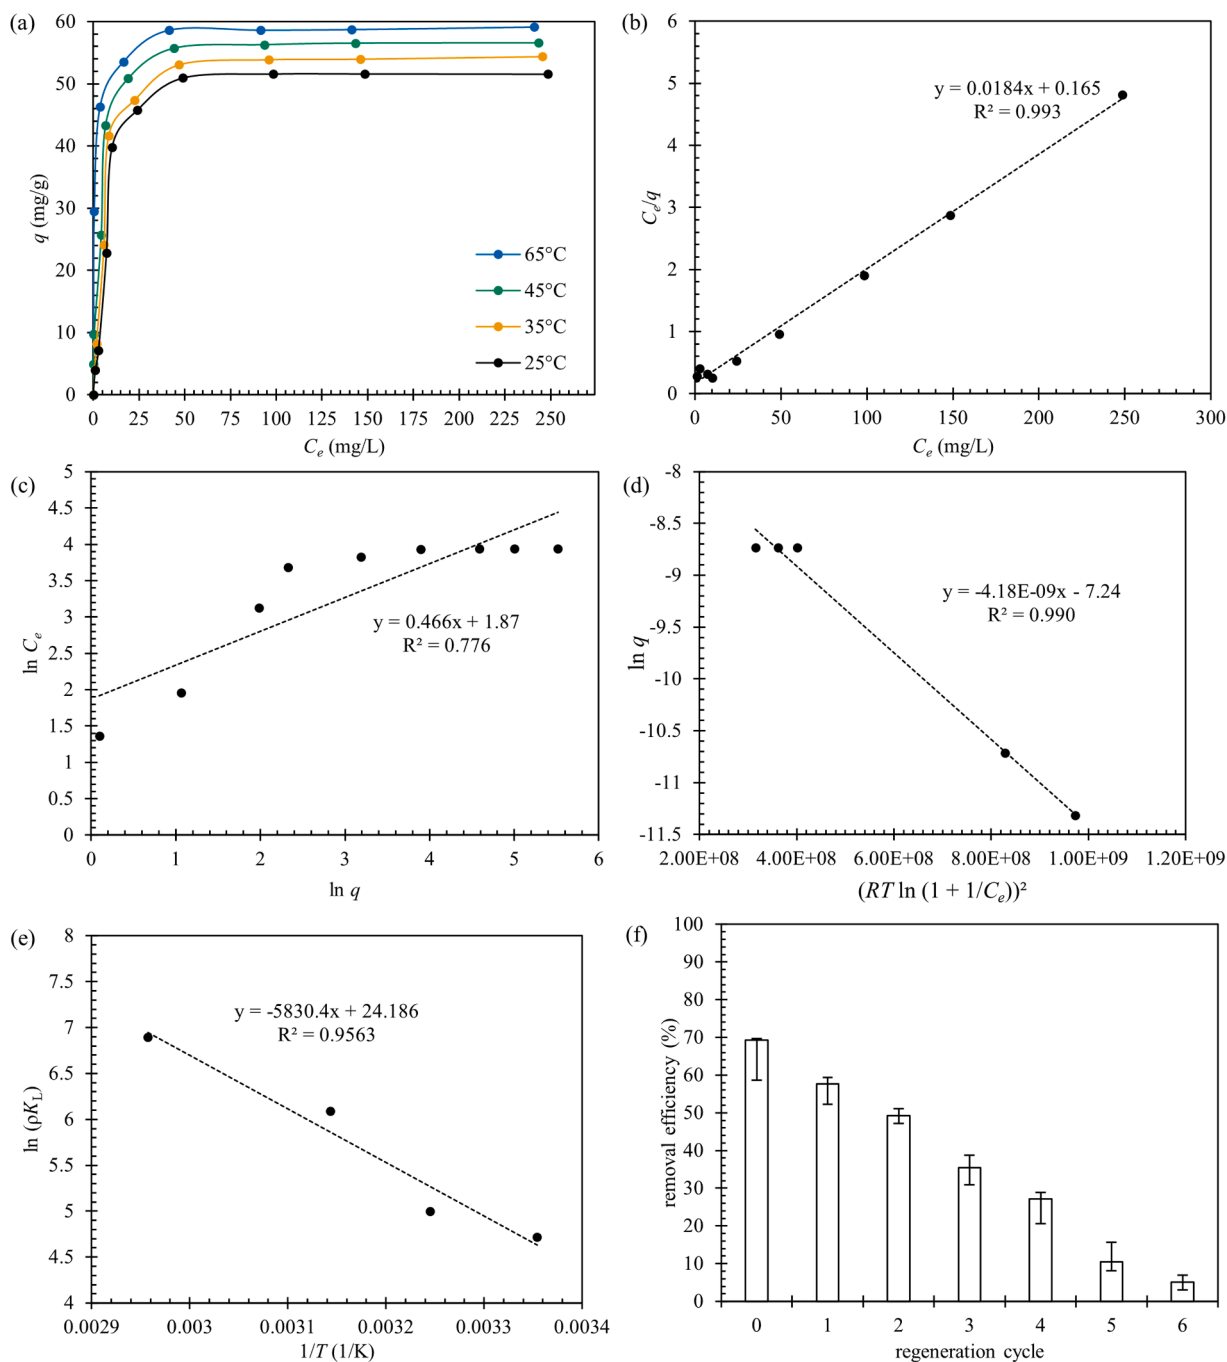 (a)
60
50
40
30
20
10
0
q (mg/g)
65°C
45°C
35°C
25°C
0 25 50 75 100 125 150 175 200 225 250
Cₑ (mg/L)
(b)
6
5
4
3
2
1
0
Cₑ/q
y = 0.0184x + 0.165
R² = 0.993
0 50 100 150 200 250 300
Cₑ (mg/L)
(c)
5
4.5
4
3.5
3
2.5
2
1.5
1
0.5
0
ln Cₑ
y = 0.466x + 1.87
R² = 0.776
0 1 2 3 4 5 6
ln q
(d)
-8
-8.5
-9
-9.5
-10
-10.5
-11
-11.5
ln q
y = -4.18E-09x - 7.24
R² = 0.990
2.00E+08 4.00E+08 6.00E+08 8.00E+08 1.00E+09 1.20E+09
(RT ln (1 + 1/Cₑ))²
(e)
8
7.5
7
6.5
6
5.5
5
4.5
4
ln (ρK_L)
y = -5830.4x + 24.186
R² = 0.9563
0.0029 0.003 0.0031 0.0032 0.0033 0.0034
1/T (1/K)
(f)
100
90
80
70
60
50
40
30
20
10
0
removal efficiency (%)
0 1 2 3 4 5 6
regeneration cycle